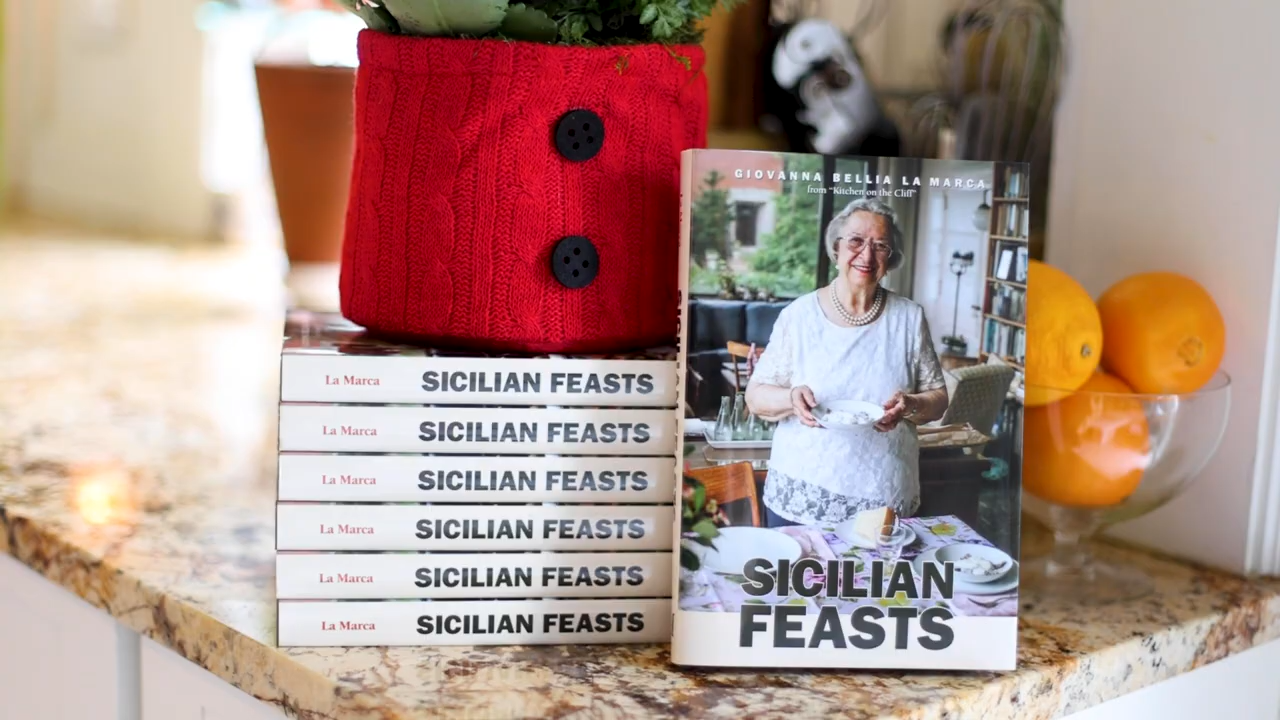 GIOVANNA BELLIA LA MARCA
from "Kitchen on the Cliff"
SICILIAN
FEASTS
La Marca SICILIAN FEASTS
La Marca SICILIAN FEASTS
La Marca SICILIAN FEASTS
La Marca SICILIAN FEASTS
La Marca SICILIAN FEASTS
La Marca SICILIAN FEASTS